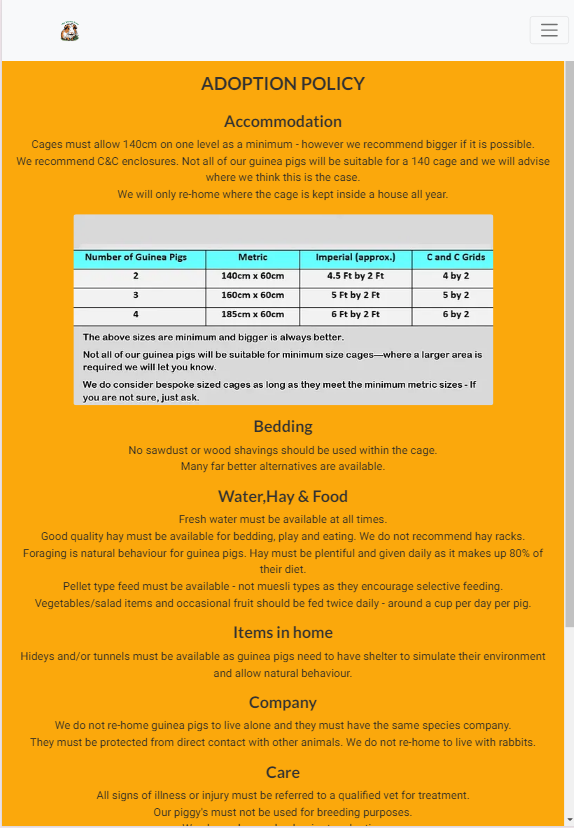 ADOPTION POLICY
Accommodation
Cages must allow 140cm on one level as a minimum - however we recommend bigger if it is possible.
We recommend C&C enclosures. Not all of our guinea pigs will be suitable for a 140 cage and we will advise
where we think this is the case.
We will only re-home where the cage is kept inside a house all year.
Number of Guinea Pigs Metric Imperial (approx.) C and C Grids
2 140cm x 60cm 4.5 Ft by 2 Ft 4 by 2
3 160cm x 60cm 5 Ft by 2 Ft 5 by 2
4 185cm x 60cm 6 Ft by 2 Ft 6 by 2
The above sizes are minimum and bigger is always better.
Not all of our guinea pigs will be suitable for minimum size cages—where a larger area is
required we will let you know.
We do consider bespoke sized cages as long as they meet the minimum metric sizes - If
you are not sure, just ask.
Bedding
No sawdust or wood shavings should be used within the cage.
Many far better alternatives are available.
Water,Hay & Food
Fresh water must be available at all times.
Good quality hay must be available for bedding, play and eating. We do not recommend hay racks.
Foraging is natural behaviour for guinea pigs. Hay must be plentiful and given daily as it makes up 80% of
their diet.
Pellet type feed must be available - not muesli types as they encourage selective feeding.
Vegetables/salad items and occasional fruit should be fed twice daily - around a cup per day per pig.
Items in home
Hideys and/or tunnels must be available as guinea pigs need to have shelter to simulate their environment
and allow natural behaviour.
Company
We do not re-home guinea pigs to live alone and they must have the same species company.
They must be protected from direct contact with other animals. We do not re-home to live with rabbits.
Care
All signs of illness or injury must be referred to a qualified vet for treatment.
Our piggy's must not be used for breeding purposes.